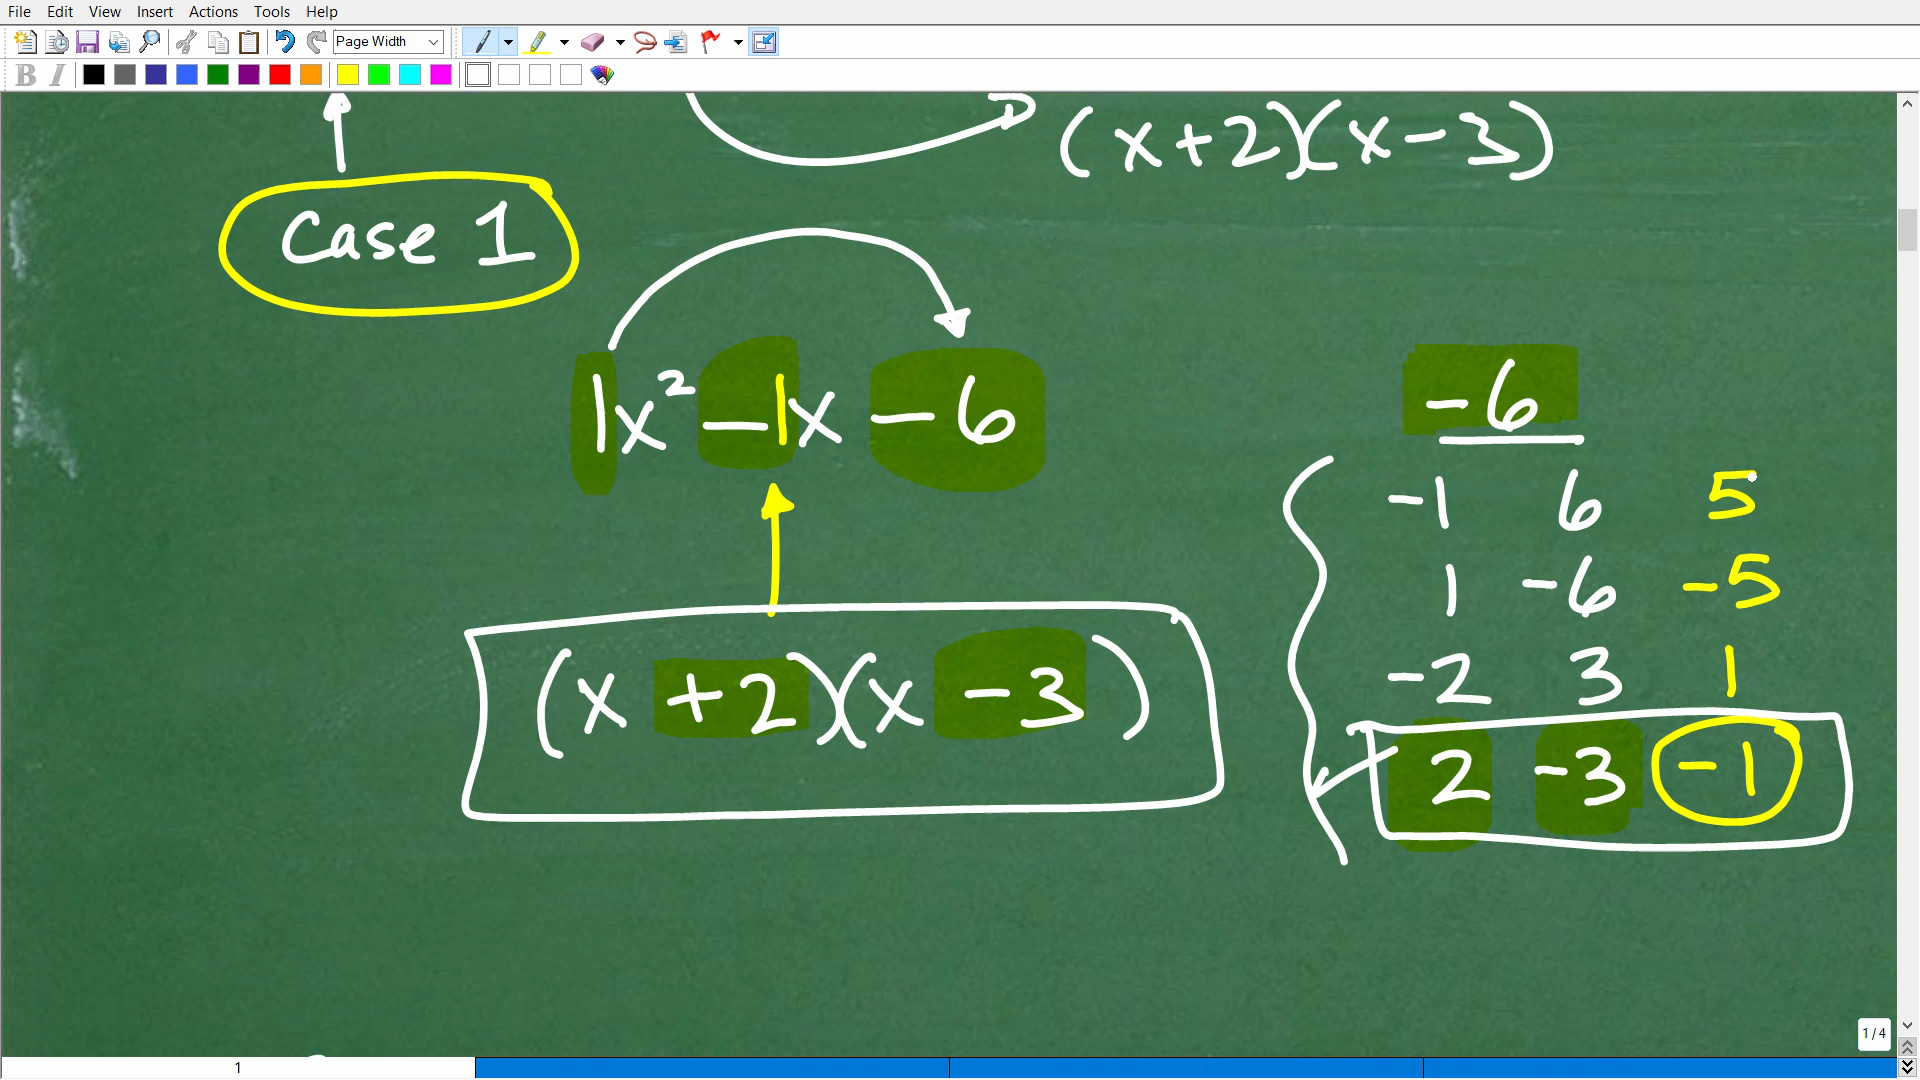 File Edit View Insert Actions Tools Help
Page Width
B I
(x+2)(x-3)
Case 1
1x² - 1x - 6
-6
-1 6 5
1 -6 -5
-2 3 1
2 -3 -1
(x + 2)(x - 3)
1/4
1